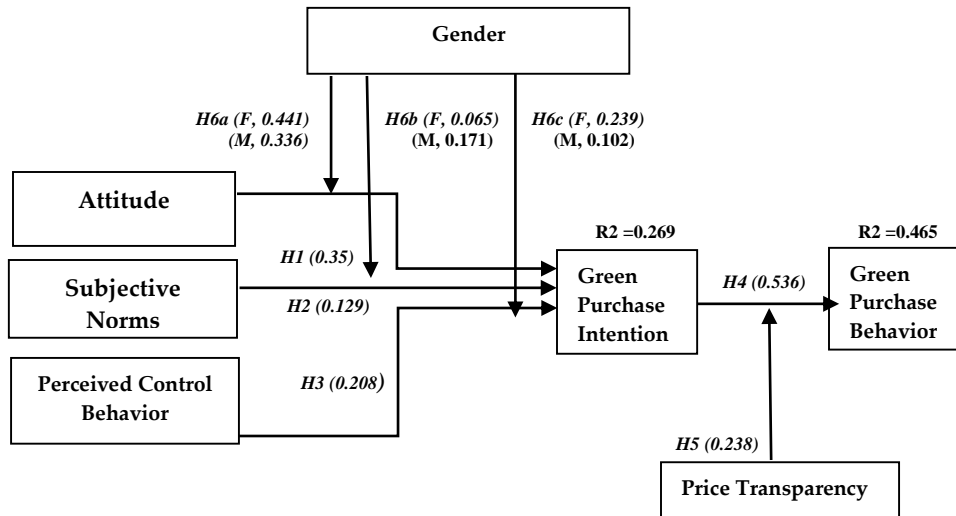 Gender
H6a (F, 0.441)
(M, 0.336)
H6b (F, 0.065)
(M, 0.171)
H6c (F, 0.239)
(M, 0.102)
Attitude
H1 (0.35)
Subjective
Norms
H2 (0.129)
Perceived Control
Behavior
H3 (0.208)
R2 =0.269
Green
Purchase
Intention
H4 (0.536)
R2 =0.465
Green
Purchase
Behavior
H5 (0.238)
Price Transparency